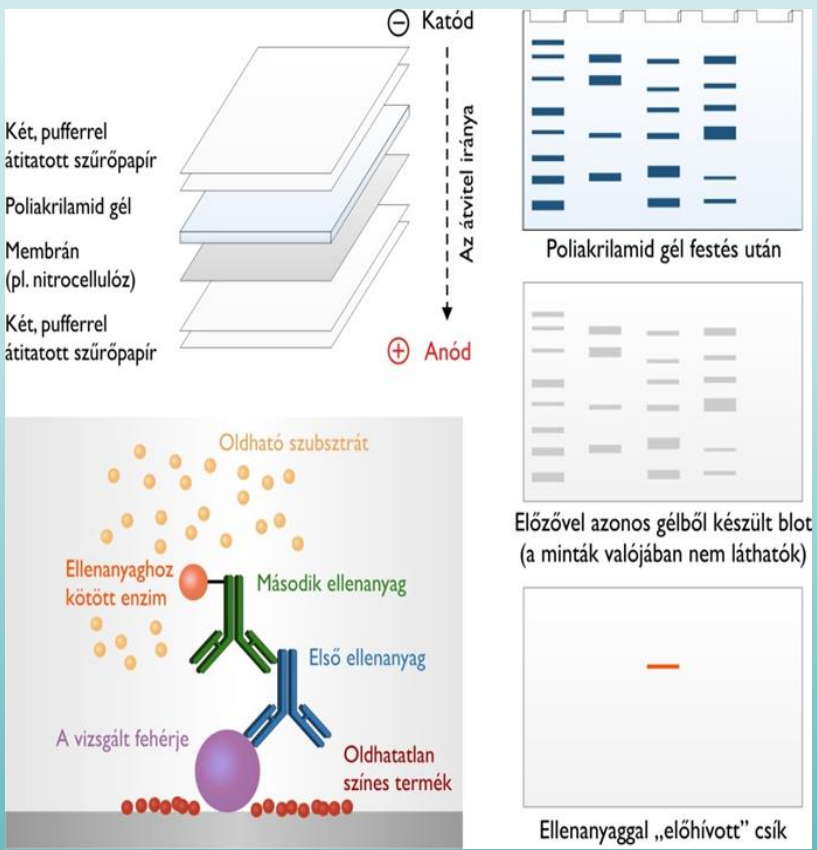 ⊖ Katód
Két, pufferrel
átitatott szűrőpapír
Poliakrilamid gél
Membrán
(pl. nitrocellulóz)
Két, pufferrel
átitatott szűrőpapír
Az átvitel iránya
⊕ Anód
Poliakrilamid gél festés után
Előzővel azonos gélből készült blot
(a minták valójában nem láthatók)
Ellenanyaggal „előhívott” csík
Oldható szubsztrát
Ellenanyaghoz
kötött enzim
Második ellenanyag
Első ellenanyag
A vizsgált fehérje
Oldhatatlan
színes termék